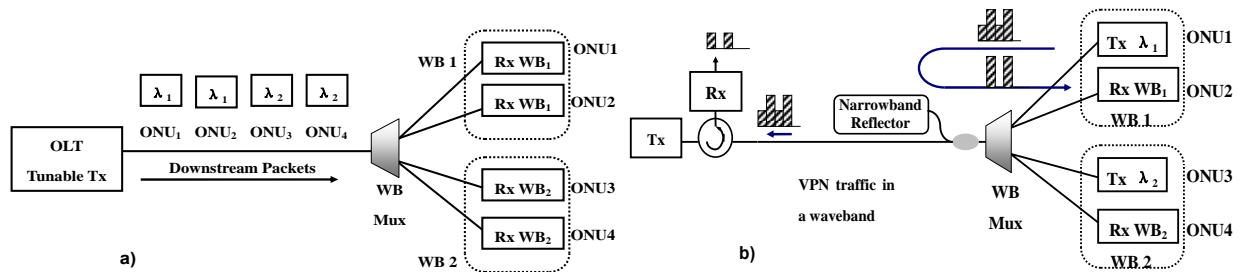 WB 1
Rx WB1
ONU1
Rx WB1
ONU2
λ1
λ1
λ2
λ2
ONU1
ONU2
ONU3
ONU4
OLT
Tunable Tx
Downstream Packets
WB
Mux
Rx WB2
ONU3
Rx WB2
ONU4
WB 2
a)
Tx λ1
ONU1
Rx WB1
ONU2
WB 1
Rx
Tx
Narrowband
Reflector
VPN traffic in
a waveband
WB
Mux
Tx λ2
ONU3
Rx WB2
ONU4
WB 2
b)